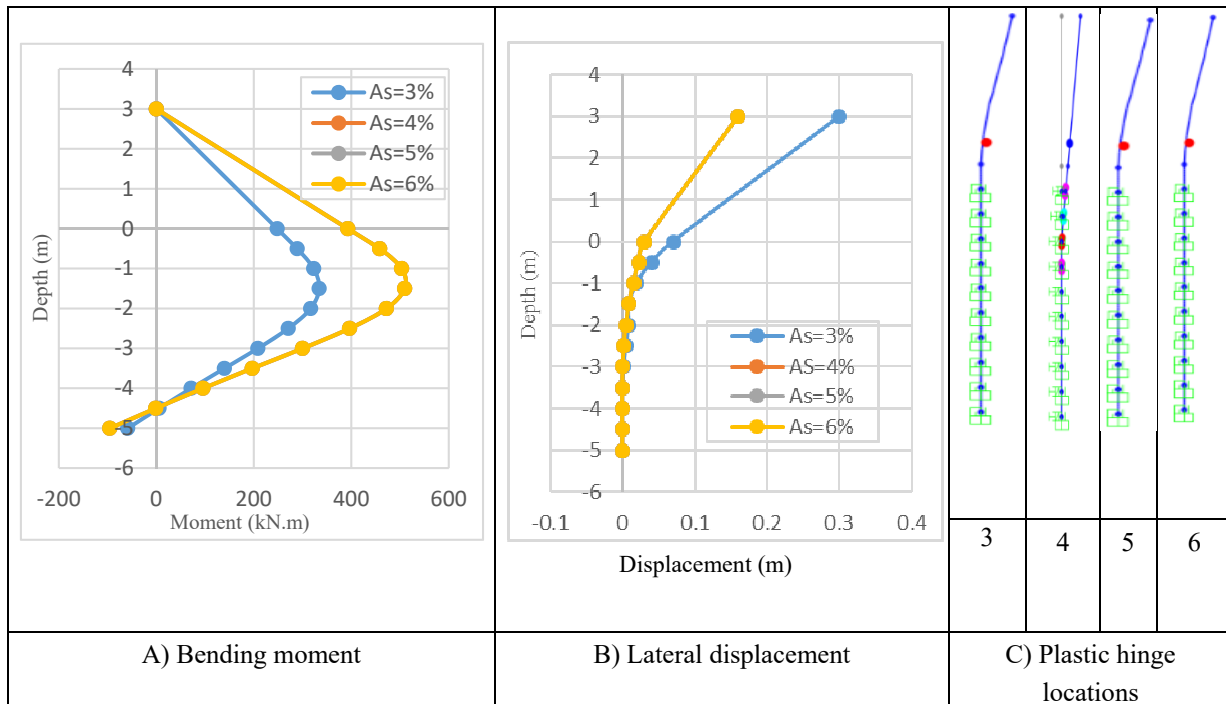 4
3
2
1
0
-1
-2
-3
-4
-5
-6
-200
0
200
400
600
Depth (m)
Moment (kN.m)
As=3%
As=4%
As=5%
As=6%
4
3
2
1
0
-1
-2
-3
-4
-5
-6
-0.1
0
0.1
0.2
0.3
0.4
Depth (m)
Displacement (m)
As=3%
AS=4%
As=5%
As=6%
3
4
5
6
A) Bending moment
B) Lateral displacement
C) Plastic hinge
locations